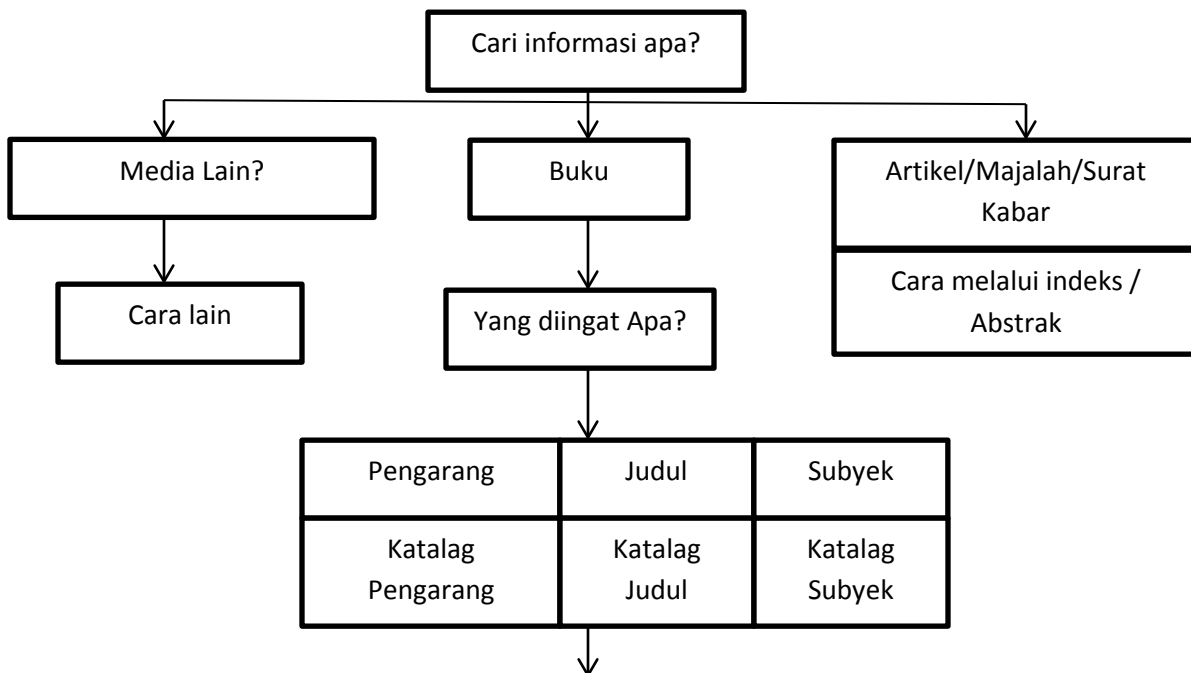 Cari informasi apa?
Media Lain?
Buku
Artikel/Majalah/Surat
Kabar
Cara lain
Yang diingat Apa?
Cara melalui indeks /
Abstrak
Pengarang
Judul
Subyek
Katalag
Pengarang
Katalag
Judul
Katalag
Subyek